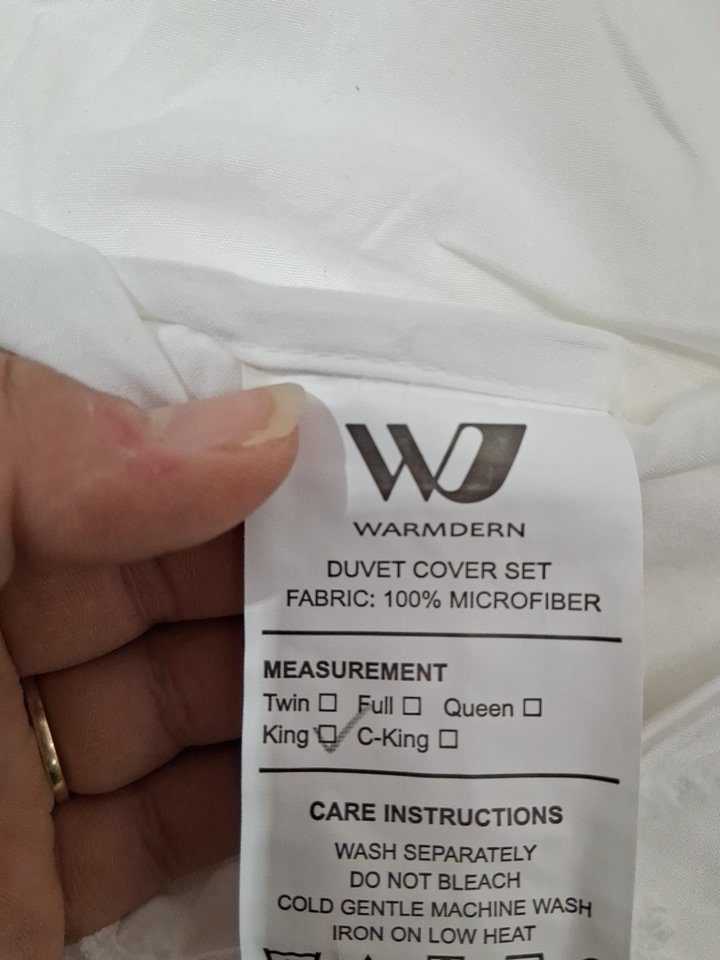 WARMDERN
DUVET COVER SET
FABRIC: 100% MICROFIBER
MEASUREMENT
Twin ☐ Full ☐ Queen ☐
King ☑ C-King ☐
CARE INSTRUCTIONS
WASH SEPARATELY
DO NOT BLEACH
COLD GENTLE MACHINE WASH
IRON ON LOW HEAT